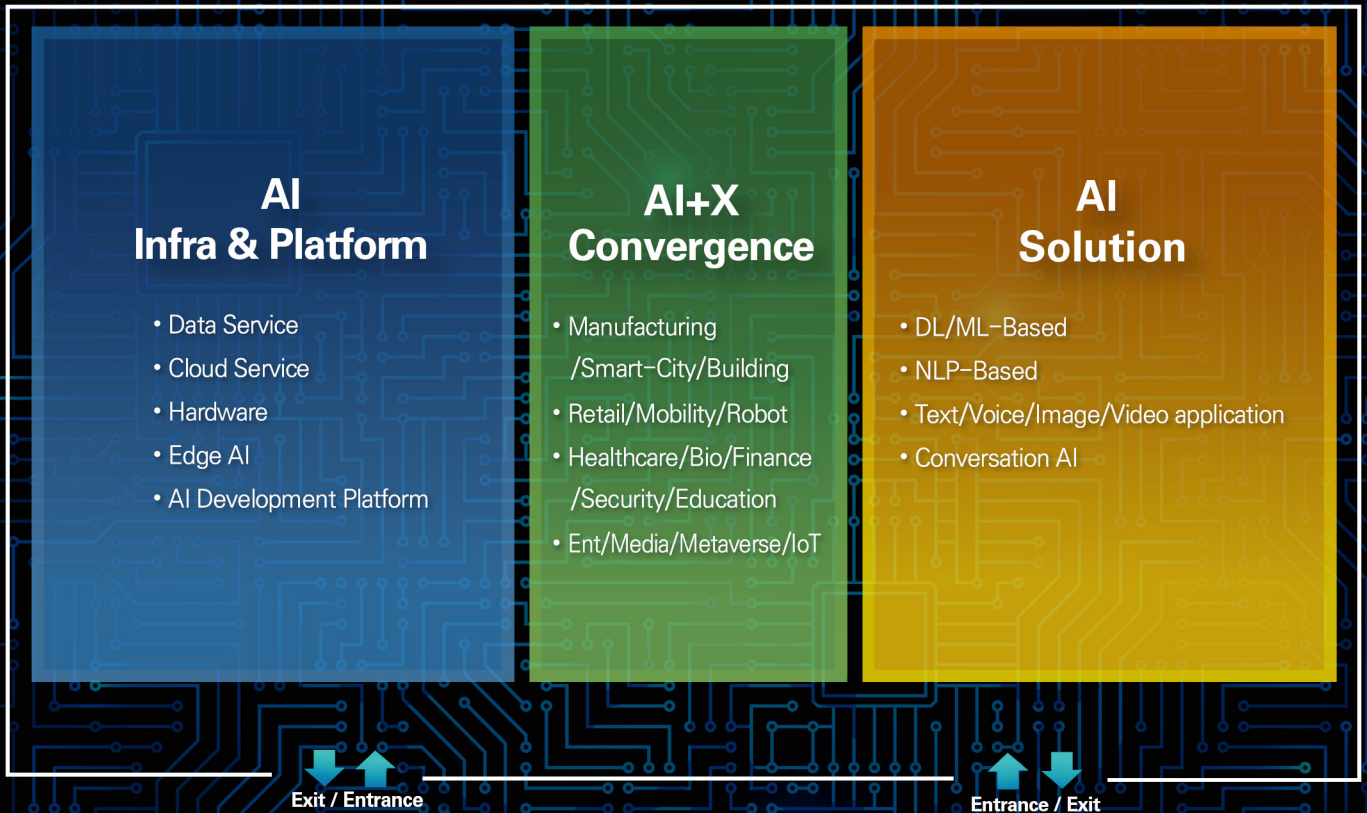 AI
Infra & Platform
• Data Service
• Cloud Service
• Hardware
• Edge AI
• AI Development Platform
AI+X
Convergence
• Manufacturing
/Smart-City/Building
• Retail/Mobility/Robot
• Healthcare/Bio/Finance
/Security/Education
• Ent/Media/Metaverse/IoT
AI
Solution
• DL/ML-Based
• NLP-Based
• Text/Voice/Image/Video application
• Conversation AI
Exit / Entrance
Entrance / Exit